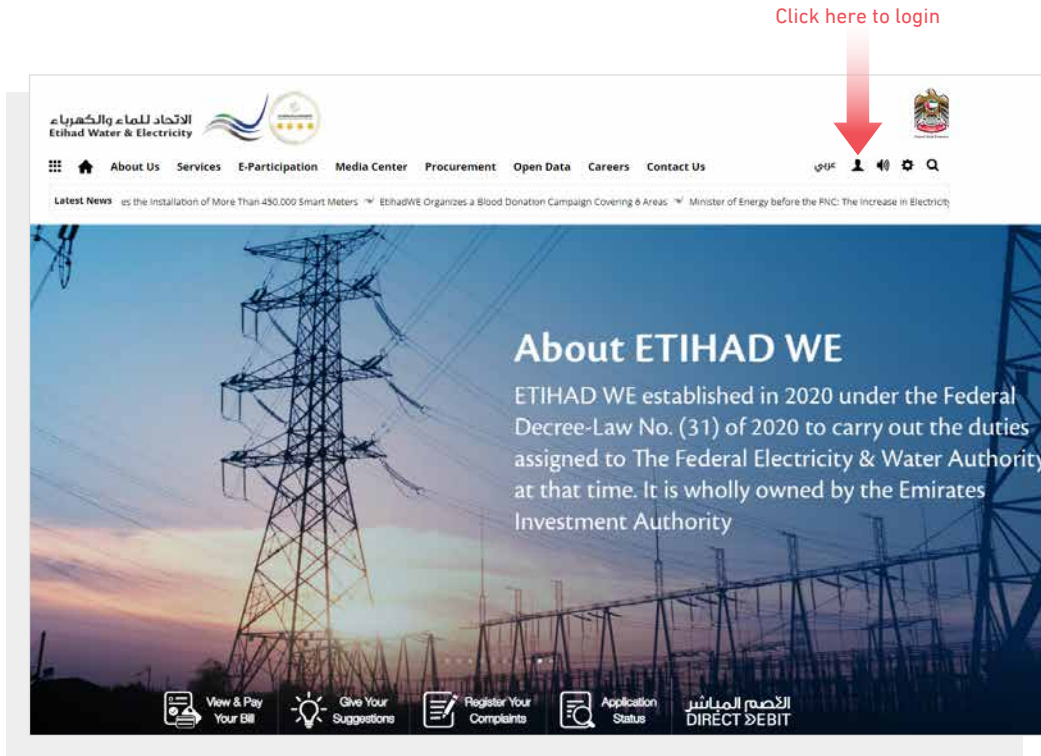 Click here to login
الاتحاد للماء والكهرباء
Etihad Water & Electricity
About Us Services E-Participation Media Center Procurement Open Data Careers Contact Us عربي
Latest News es the Installation of More Than 450,000 Smart Meters EtihadWE Organizes a Blood Donation Campaign Covering 6 Areas Minister of Energy before the FNC: The Increase in Electricity
About ETIHAD WE
ETIHAD WE established in 2020 under the Federal
Decree-Law No. (31) of 2020 to carry out the duties
assigned to The Federal Electricity & Water Authority
at that time. It is wholly owned by the Emirates
Investment Authority
View & Pay
Your Bill
Give Your
Suggestions
Register Your
Complaints
Application
Status
الخصم المباشر
DIRECT DEBIT